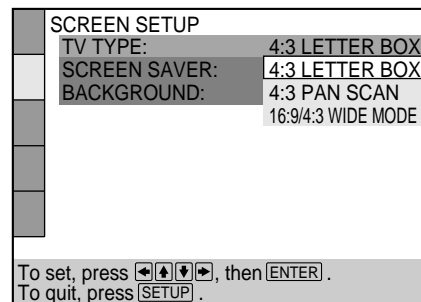 SCREEN SETUP
TV TYPE: 4:3 LETTER BOX
SCREEN SAVER: 4:3 LETTER BOX
BACKGROUND: 4:3 PAN SCAN
16:9/4:3 WIDE MODE
To set, press ←↑↓→, then ENTER .
To quit, press SETUP .